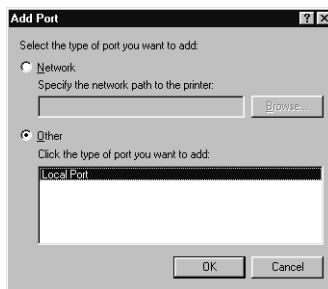 Add Port
Select the type of port you want to add:
Network
Specify the network path to the printer:
Browse...
Other
Click the type of port you want to add:
Local Port
OK Cancel